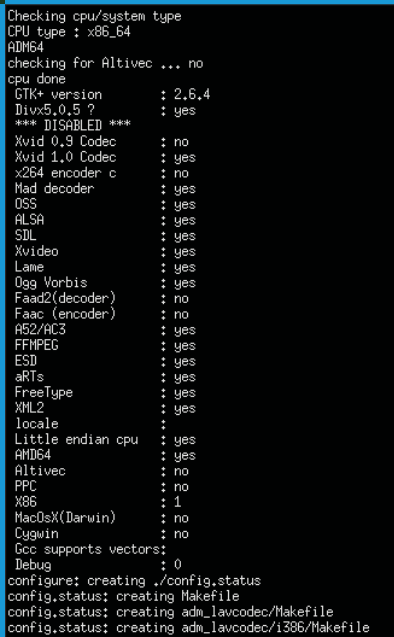 Checking cpu/system type
CPU type : x86_64
ADM64
checking for Altivec ... no
cpu done
GTK+ version : 2.6.4
Divx5.0.5 ? : yes
*** DISABLED ***
Xvid 0.9 Codec : no
Xvid 1.0 Codec : yes
x264 encoder c : no
Mad decoder : yes
OSS : yes
ALSA : yes
SDL : yes
Xvideo : yes
Lame : yes
Ogg Vorbis : yes
Faad2(decoder) : no
Faac (encoder) : no
A52/AC3 : yes
FFMPEG : yes
ESD : yes
aRTs : yes
FreeType : yes
XML2 : yes
locale :
Little endian cpu : yes
AMD64 : yes
Altivec : no
PPC : no
X86 : 1
MacOsX(Darwin) : no
Cygwin : no
Gcc supports vectors:
Debug : 0
configure: creating ./config.status
config.status: creating Makefile
config.status: creating adm_lavcodec/Makefile
config.status: creating adm_lavcodec/i386/Makefile